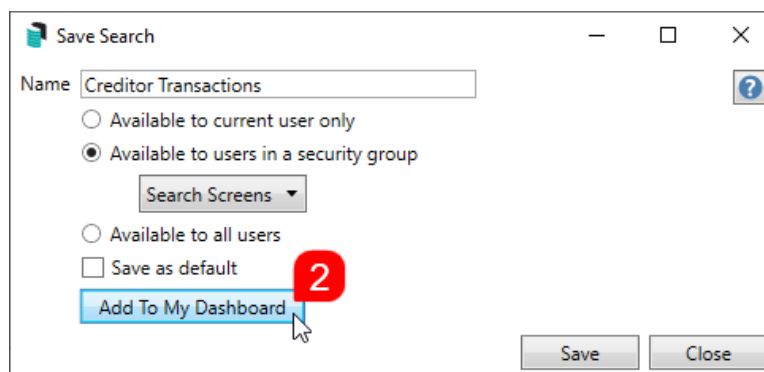 Save Search
Name Creditor Transactions
?
Available to current user only
Available to users in a security group
Search Screens
Available to all users
Save as default
2
Add To My Dashboard
Save Close